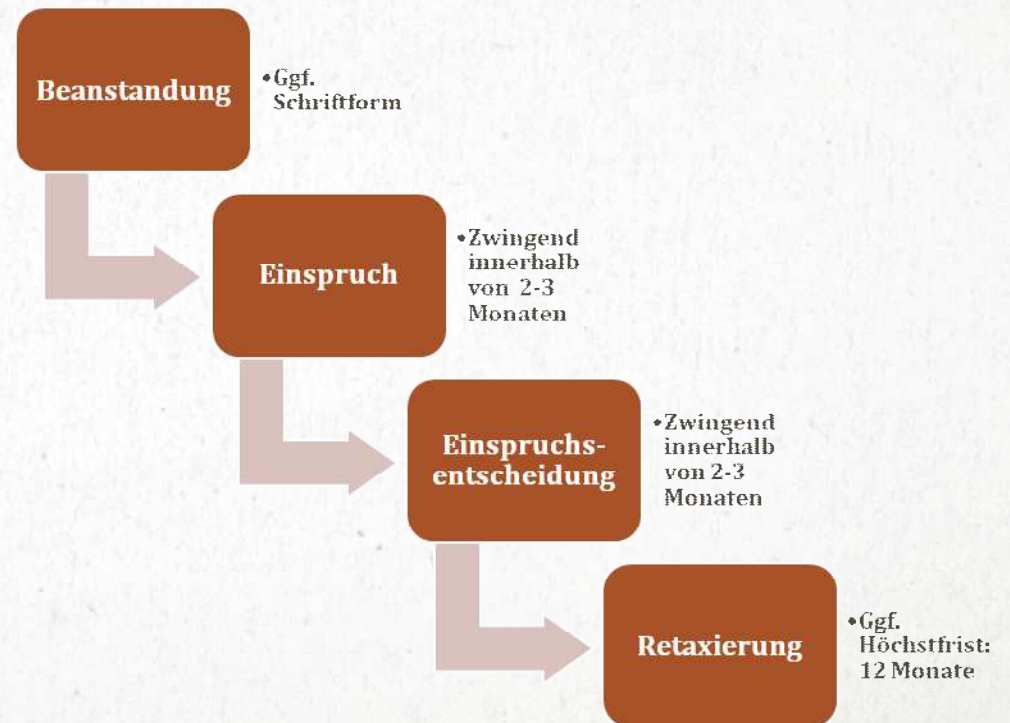 Beanstandung
•Ggf.
Schriftform
Einspruch
•Zwingend
innerhalb
von 2-3
Monaten
Einspruchs-
entscheidung
•Zwingend
innerhalb
von 2-3
Monaten
Retaxierung
•Ggf.
Höchstfrist:
12 Monate